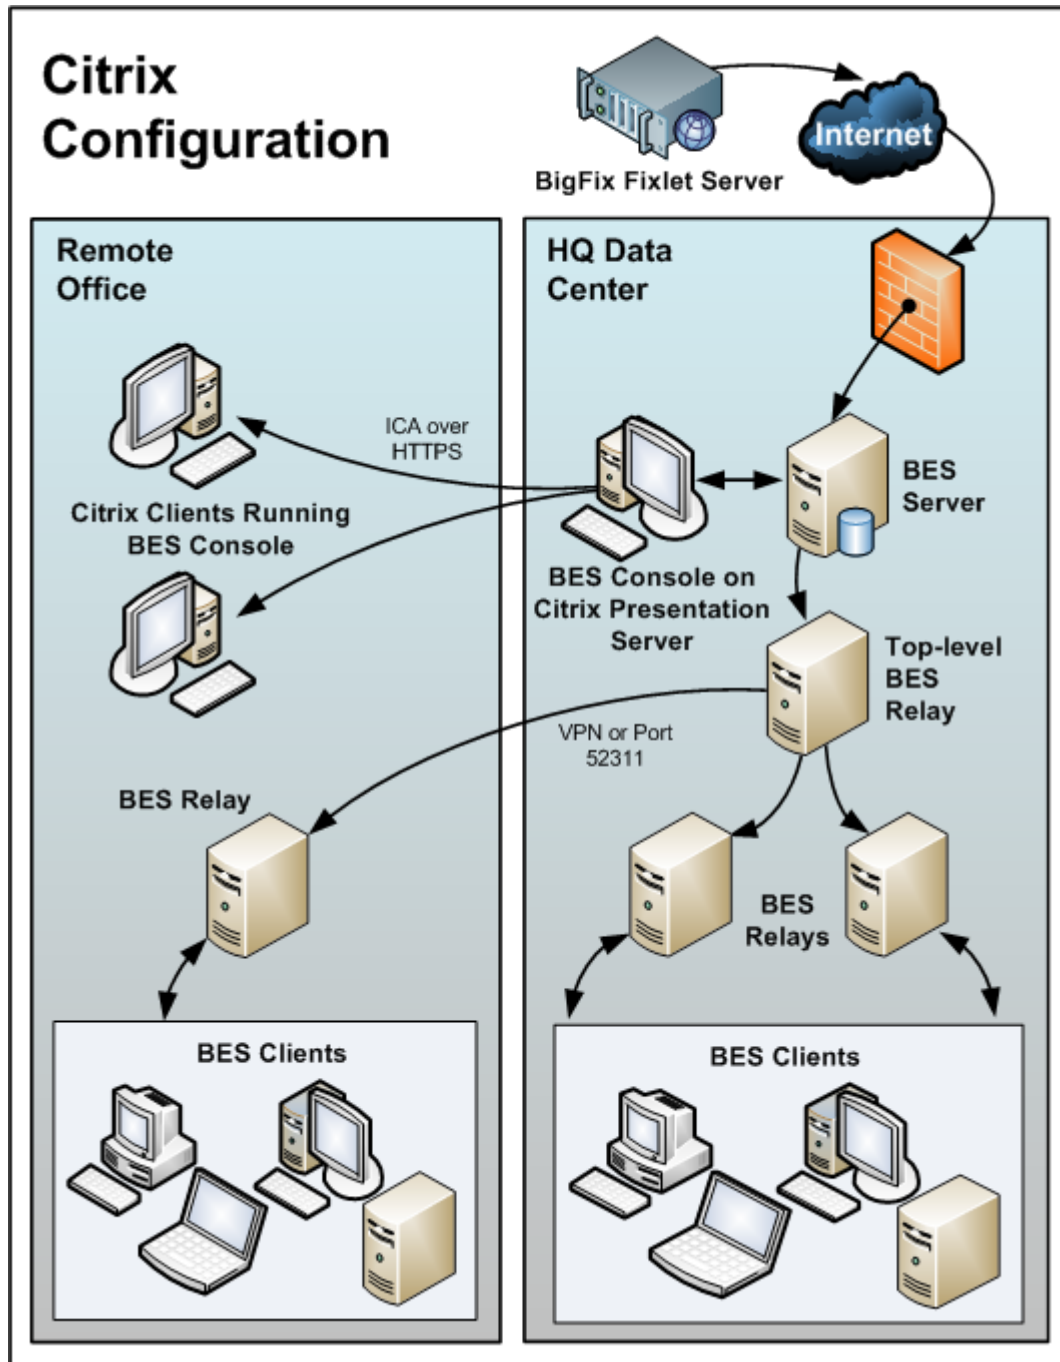 Citrix
Configuration
BigFix Fixlet Server
Internet
Remote
Office
HQ Data
Center
ICA over
HTTPS
Citrix Clients Running
BES Console
BES
Server
BES Console on
Citrix Presentation
Server
Top-level
BES
Relay
VPN or Port
52311
BES Relay
BES
Relays
BES Clients
BES Clients